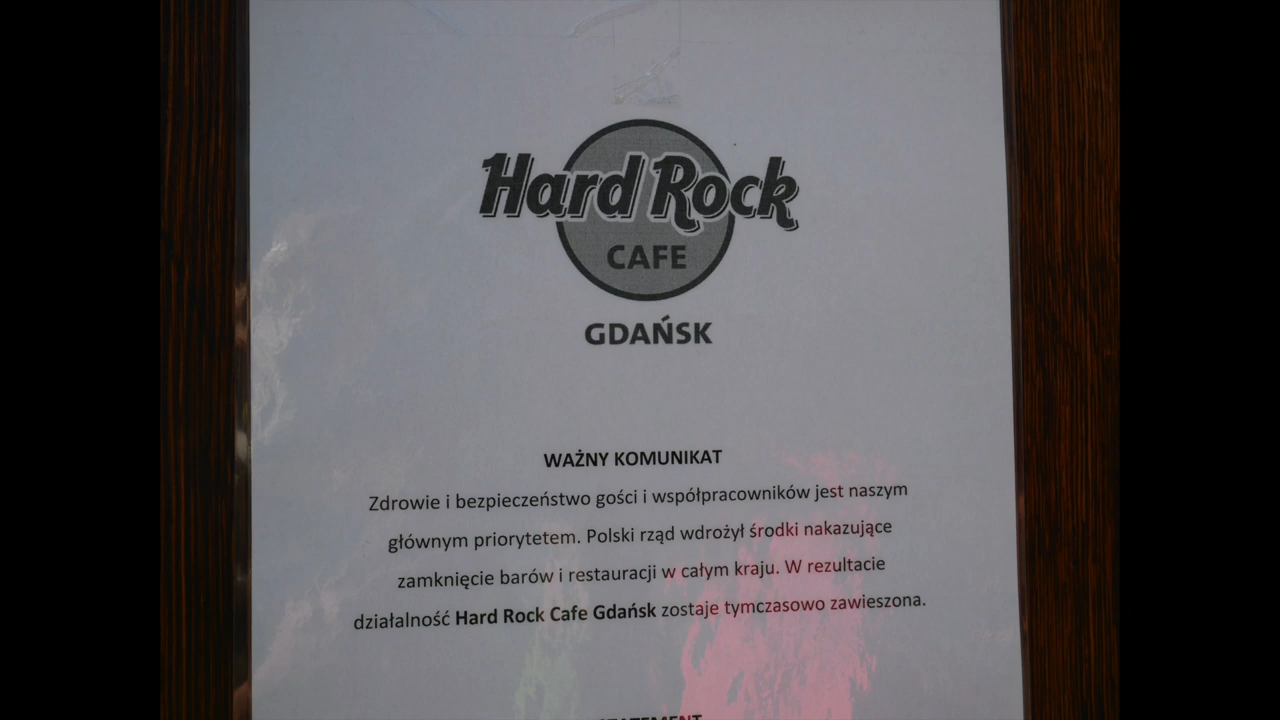 Hard Rock
CAFE
GDAŃSK
WAŻNY KOMUNIKAT
Zdrowie i bezpieczeństwo gości i współpracowników jest naszym
głównym priorytetem. Polski rząd wdrożył środki nakazujące
zamknięcie barów i restauracji w całym kraju. W rezultacie
działalność Hard Rock Cafe Gdańsk zostaje tymczasowo zawieszona.